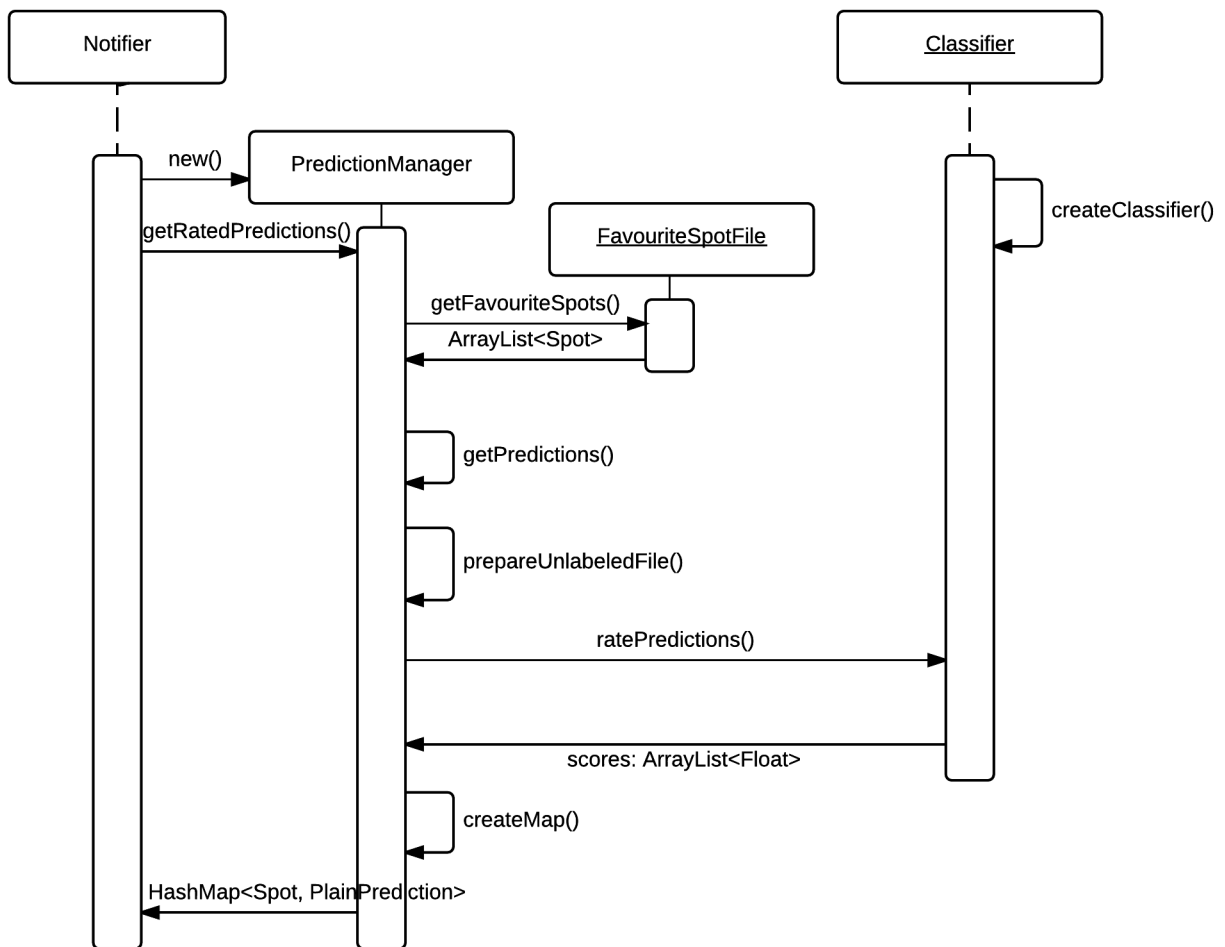 Notifier
Classifier
new()
PredictionManager
createClassifier()
getRatedPredictions()
FavouriteSpotFile
getFavouriteSpots()
ArrayList<Spot>
getPredictions()
prepareUnlabeledFile()
ratePredictions()
scores: ArrayList<Float>
createMap()
HashMap<Spot, PlainPrediction>